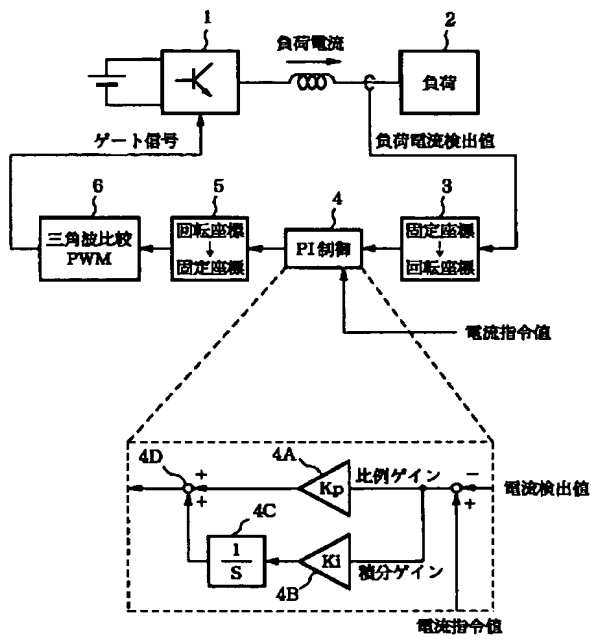 1
2
負荷電流
負荷
ゲート信号
負荷電流検出値
6
5
4
3
三角波比較
PWM
回転座標
↓
固定座標
PI制御
固定座標
↓
回転座標
電流指令値
4D
+
+
4A
Kp
比例ゲイン
−
+
電流検出値
4C
1
S
Ki
4B
積分ゲイン
電流指令値